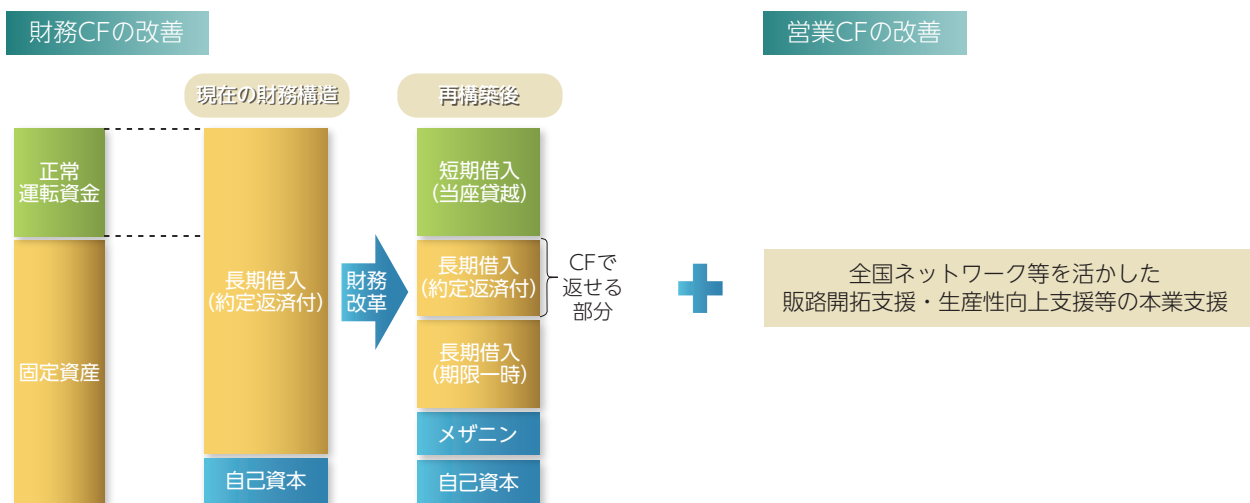 財務CFの改善
営業CFの改善
現在の財務構造
再構築後
正常
運転資金
固定資産
長期借入
(約定返済付)
自己資本
財務
改革
短期借入
(当座貸越)
長期借入
(約定返済付)
長期借入
(期限一時)
メザニン
自己資本
CFで
返せる
部分
全国ネットワーク等を活かした
販路開拓支援・生産性向上支援等の本業支援